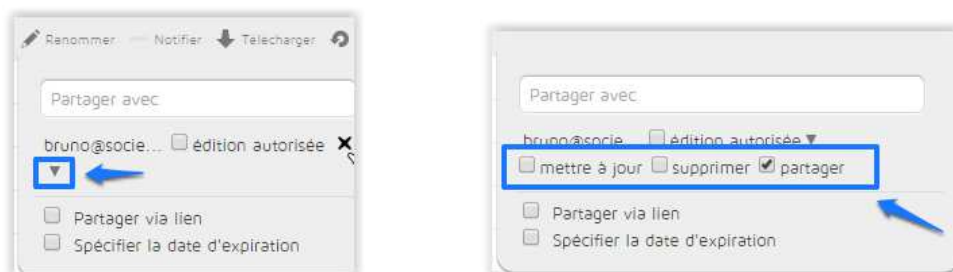 Renommer Notifier Télécharger
Partager avec
bruno@socie... édition autorisée
Partager via lien
Spécifier la date d'expiration
Partager avec
bruno@socie... édition autorisée
mettre à jour supprimer partager
Partager via lien
Spécifier la date d'expiration